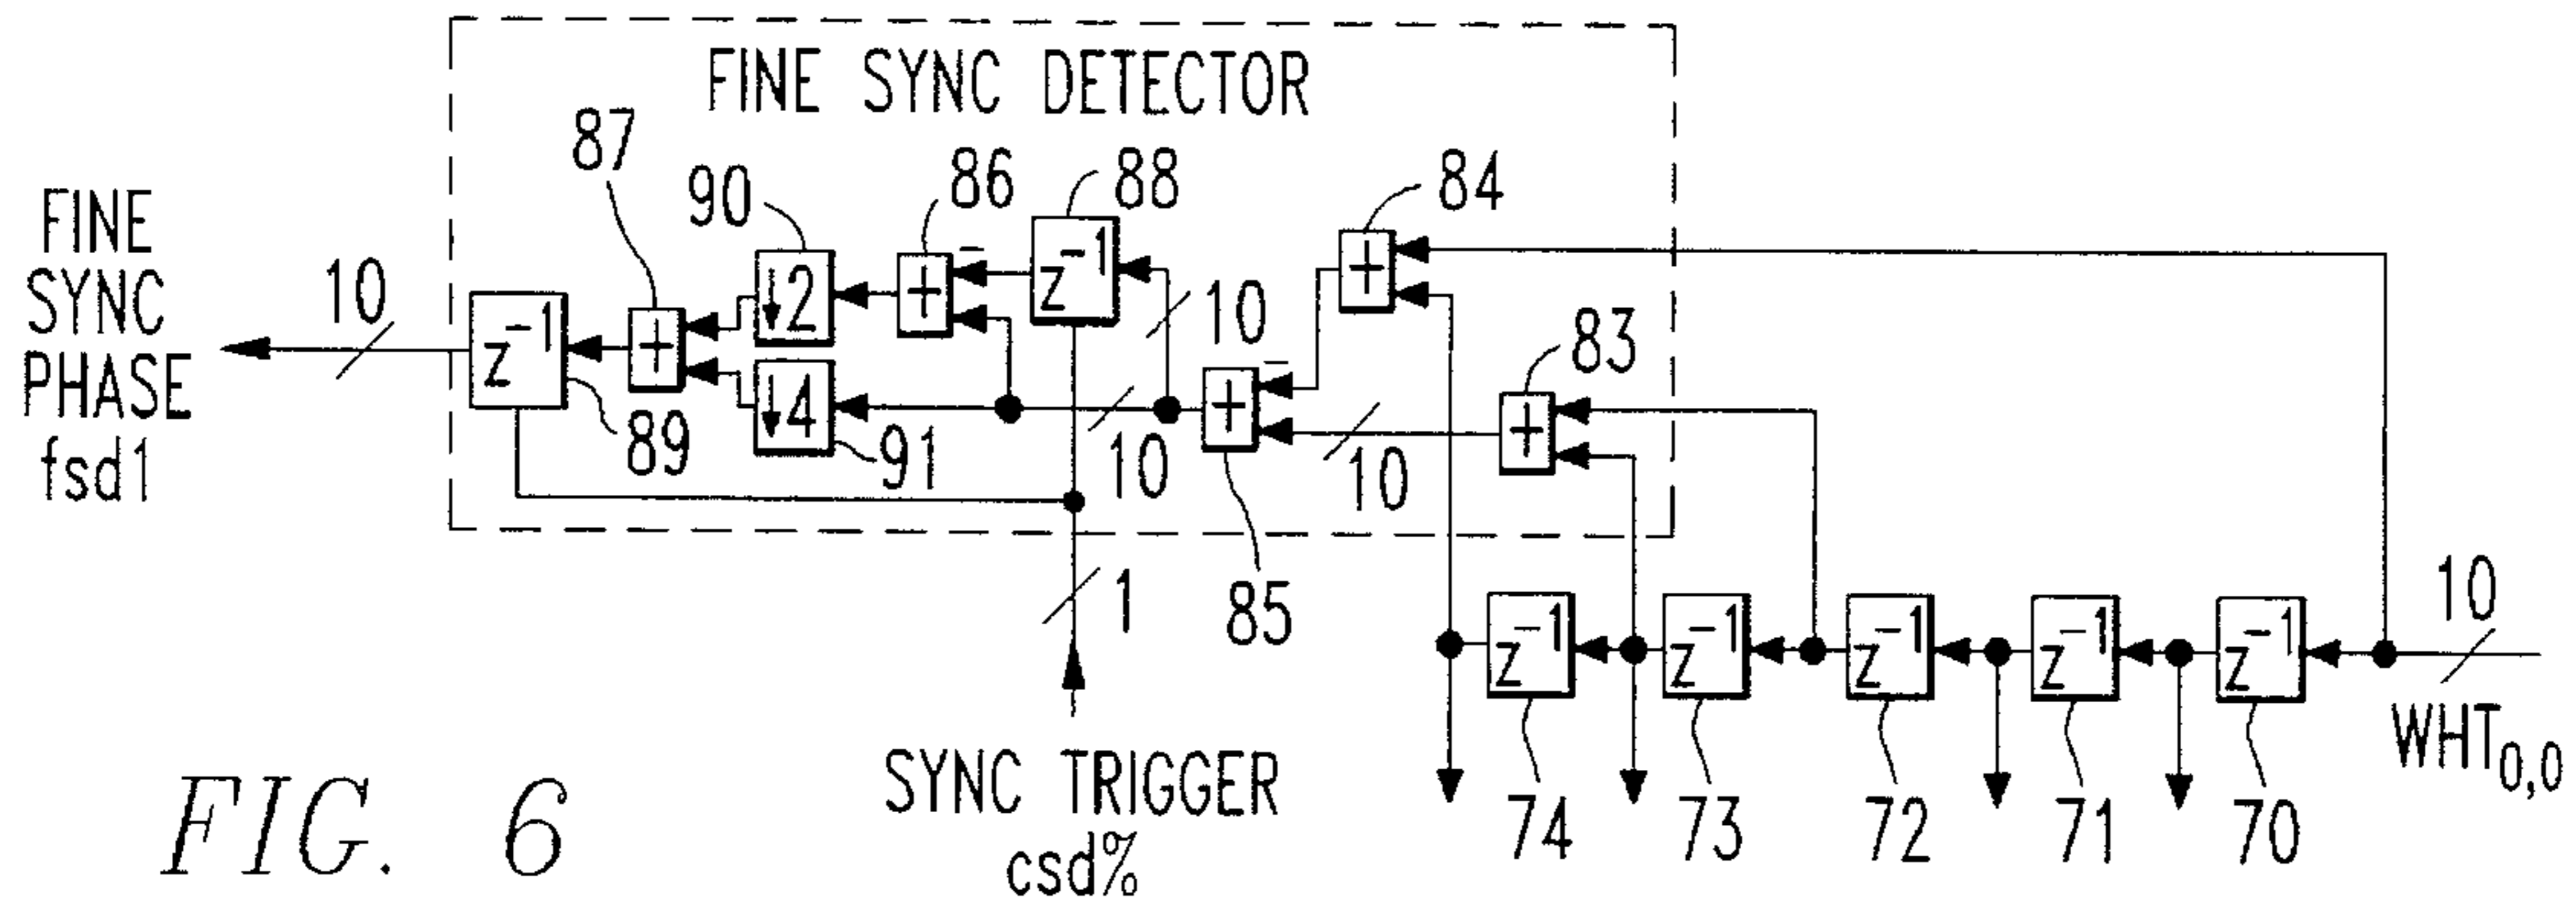 FINE SYNC DETECTOR
87
90
86
88
84
FINE
SYNC
PHASE
fsd1
10
z-1
+
↓2
+
-
z-1
10
+
83
+
↓4
89
91
10
-
+
10
+
85
1
SYNC TRIGGER
csd%
z-1
z-1
z-1
z-1
z-1
10
WHT0,0
74
73
72
71
70
FIG. 6